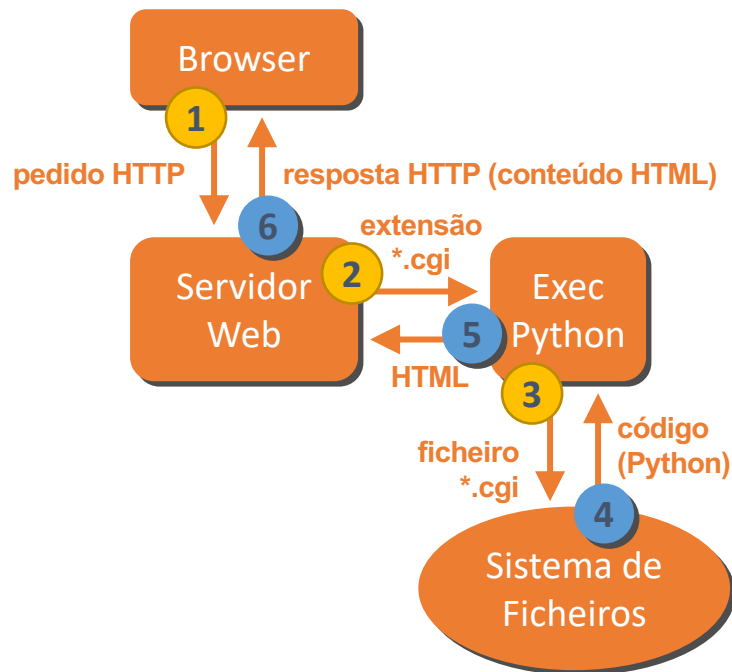 Browser
1
pedido HTTP
resposta HTTP (conteúdo HTML)
6
extensão
*.cgi
2
Servidor
Web
Exec
Python
5
HTML
3
ficheiro
*.cgi
código
(Python)
4
Sistema de
Ficheiros